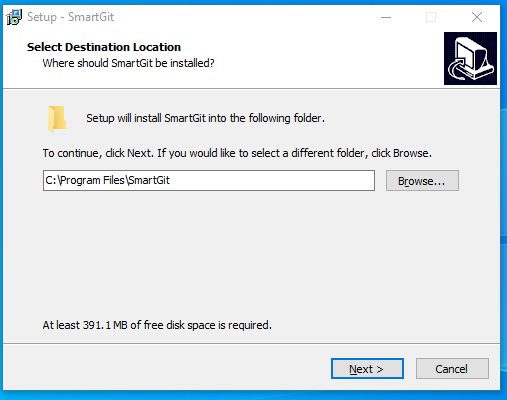 Setup - SmartGit
Select Destination Location
Where should SmartGit be installed?
Setup will install SmartGit into the following folder.
To continue, click Next. If you would like to select a different folder, click Browse.
C:\Program Files\SmartGit
Browse...
At least 391.1 MB of free disk space is required.
Next >
Cancel